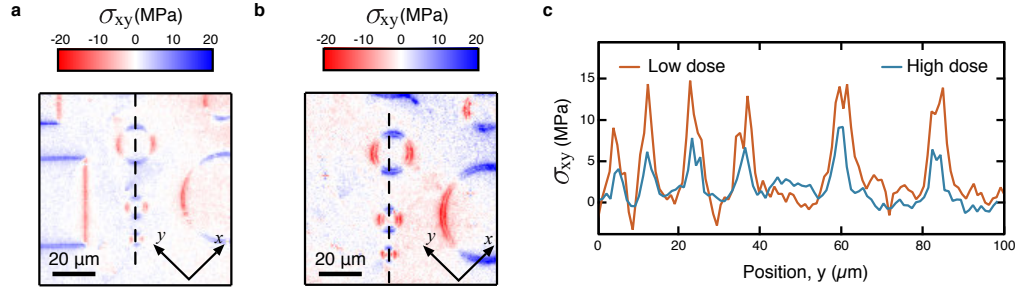 a
σxy (MPa)
-20 -10 0 10 20
20 μm
y
x
b
σxy (MPa)
-20 -10 0 10 20
20 μm
y
x
c
Low dose
High dose
σxy (MPa)
15
10
5
0
0 20 40 60 80 100
Position, y (μm)